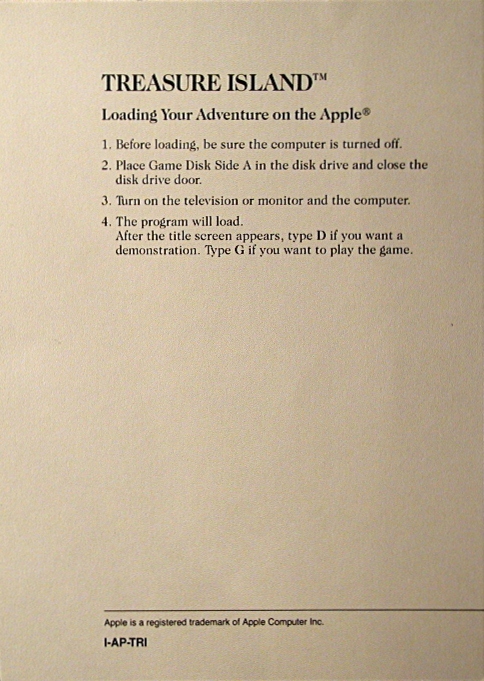 TREASURE ISLAND™
Loading Your Adventure on the Apple®
1. Before loading, be sure the computer is turned off.
2. Place Game Disk Side A in the disk drive and close the
disk drive door.
3. Turn on the television or monitor and the computer.
4. The program will load.
After the title screen appears, type D if you want a
demonstration. Type G if you want to play the game.
Apple is a registered trademark of Apple Computer Inc.
I-AP-TRI